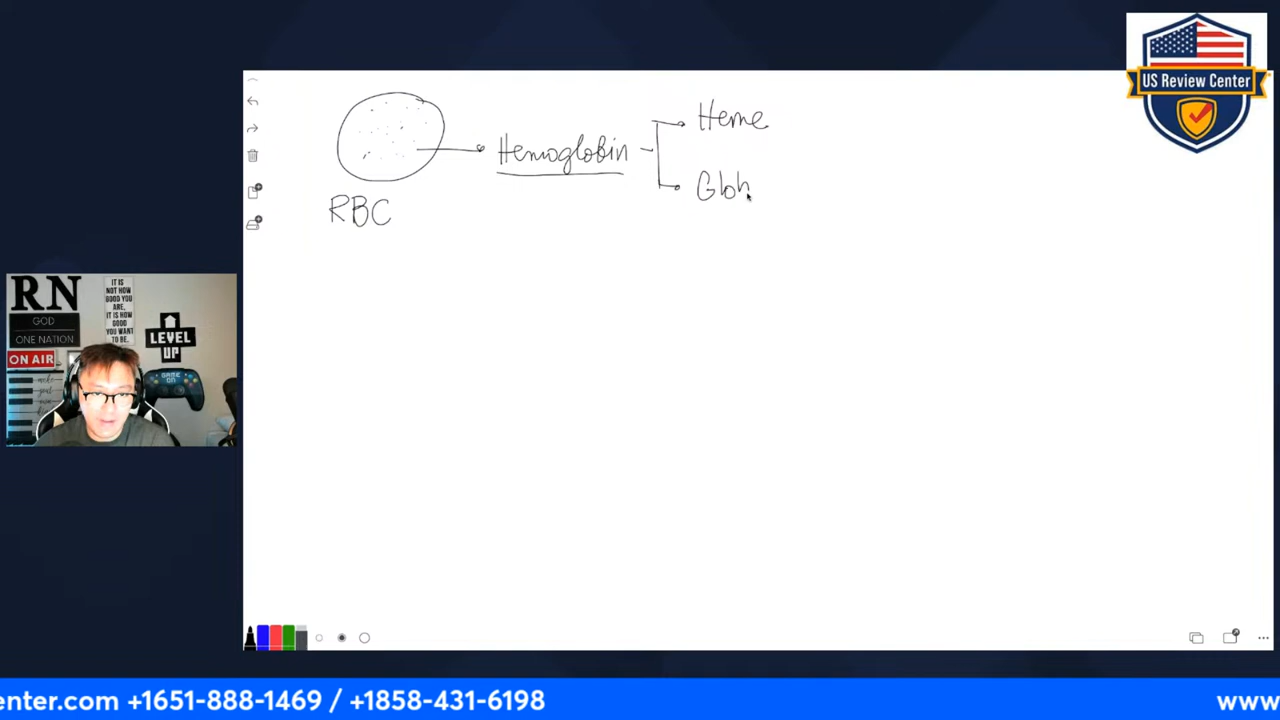 US Review Center
Hemoglobin
Heme
Glob
RBC
RN
GOD
ONE NATION
ON AIR
IT IS
NOT HOW
GOOD YOU
ARE,
IT IS HOW
GOOD
YOU WANT
TO BE.
LEVEL
UP
GAME
ON
enter.com +1651-888-1469 / +1858-431-6198
www